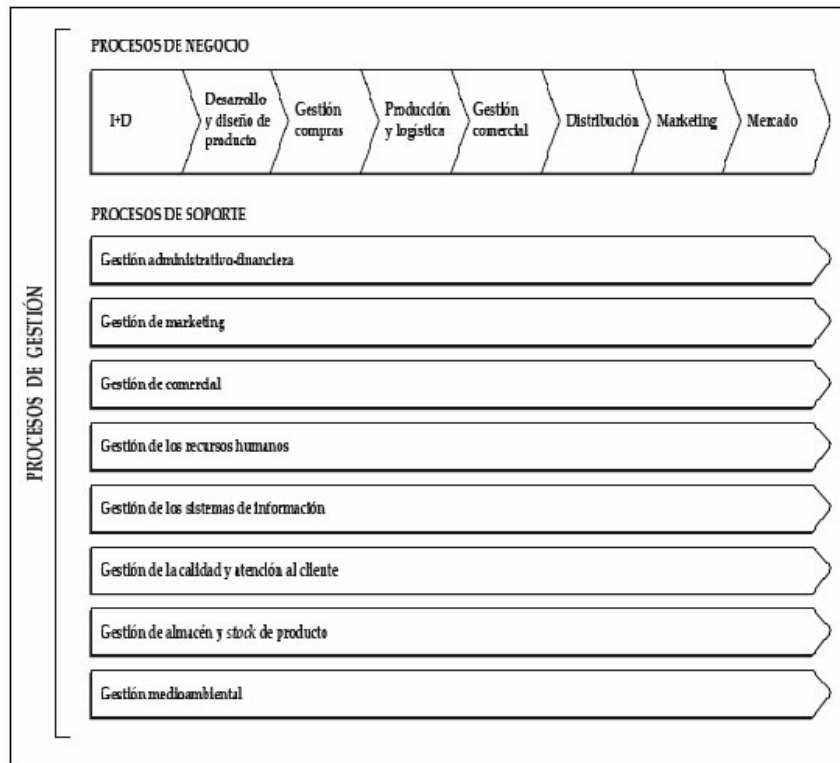 PROCESOS DE GESTIÓN
PROCESOS DE NEGOCIO
I+D
Desarrollo
y diseño de
producto
Gestión
compras
Producción
y logística
Gestión
comercial
Distribución
Marketing
Mercado
PROCESOS DE SOPORTE
Gestión administrativo-financiera
Gestión de marketing
Gestión de comercial
Gestión de los recursos humanos
Gestión de los sistemas de información
Gestión de la calidad y atención al cliente
Gestión de almacén y stock de producto
Gestión medioambiental